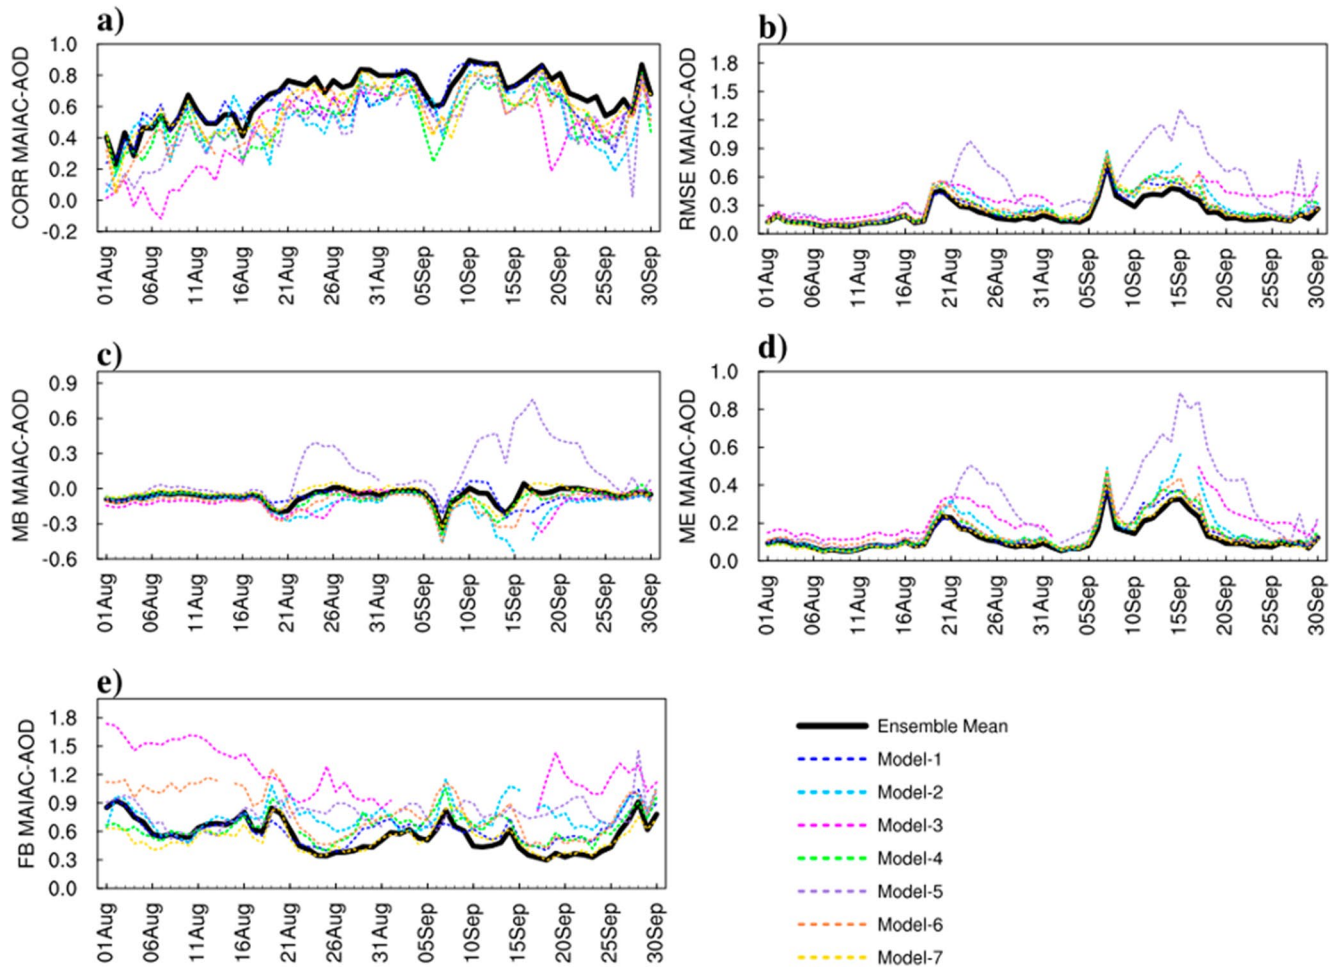 a)
CORR MAIAC-AOD
1.0
0.8
0.6
0.4
0.2
0.0
-0.2
01Aug
06Aug
11Aug
16Aug
21Aug
26Aug
31Aug
05Sep
10Sep
15Sep
20Sep
25Sep
30Sep
b)
RMSE MAIAC-AOD
1.8
1.5
1.2
0.9
0.6
0.3
0.0
01Aug
06Aug
11Aug
16Aug
21Aug
26Aug
31Aug
05Sep
10Sep
15Sep
20Sep
25Sep
30Sep
c)
MB MAIAC-AOD
0.9
0.6
0.3
0.0
-0.3
-0.6
01Aug
06Aug
11Aug
16Aug
21Aug
26Aug
31Aug
05Sep
10Sep
15Sep
20Sep
25Sep
30Sep
d)
ME MAIAC-AOD
1.0
0.8
0.6
0.4
0.2
0.0
01Aug
06Aug
11Aug
16Aug
21Aug
26Aug
31Aug
05Sep
10Sep
15Sep
20Sep
25Sep
30Sep
e)
FB MAIAC-AOD
1.8
1.5
1.2
0.9
0.6
0.3
0.0
01Aug
06Aug
11Aug
16Aug
21Aug
26Aug
31Aug
05Sep
10Sep
15Sep
20Sep
25Sep
30Sep
Ensemble Mean
Model-1
Model-2
Model-3
Model-4
Model-5
Model-6
Model-7